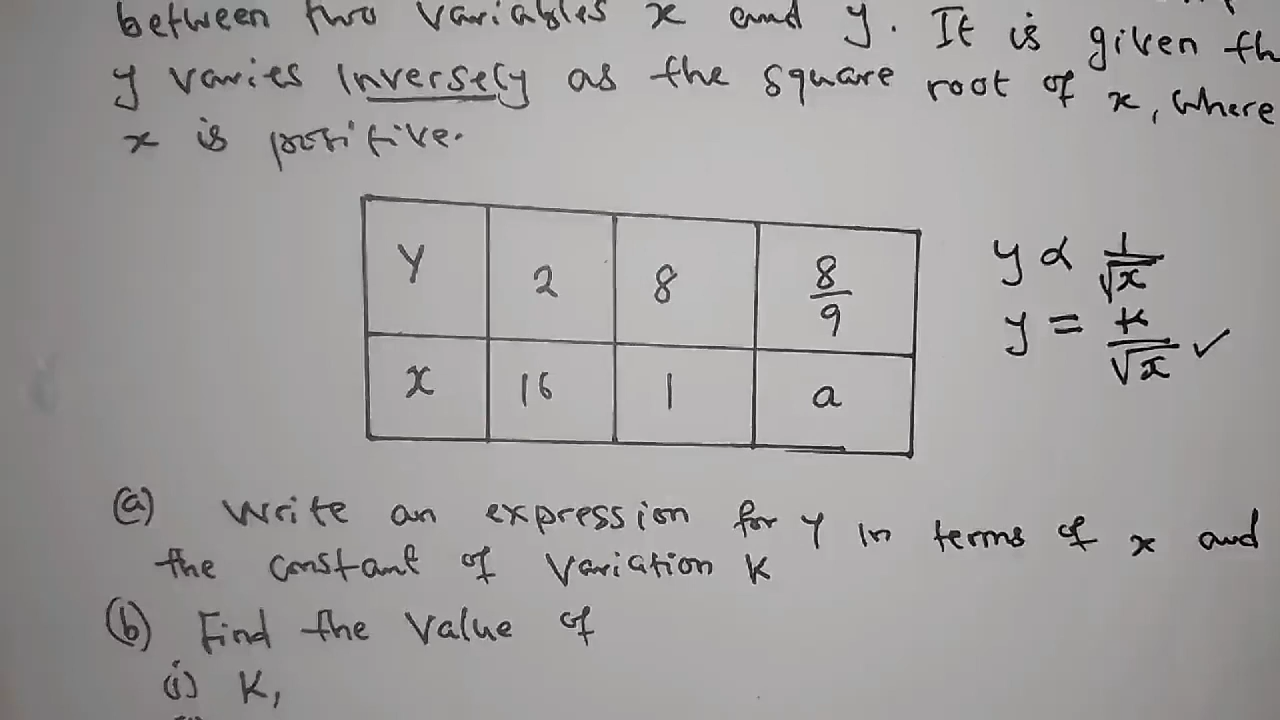 between two variables x and y. It is given th
y varies inversely as the square root of x, where
x is positive.
y 2 8 8/9
x 16 1 a
y ∝ 1/√x
y = k/√x ✓
(a) Write an expression for y in terms of x and
the constant of variation K
(b) Find the value of
(i) K,